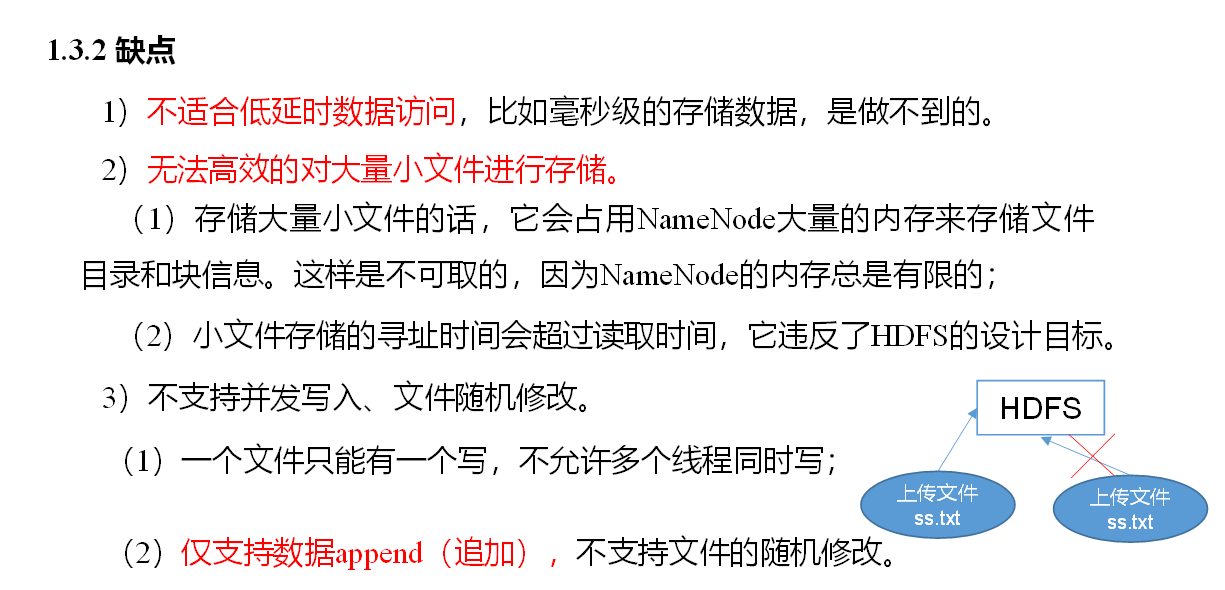 1.3.2 缺点
1）不适合低延时数据访问，比如毫秒级的存储数据，是做不到的。
2）无法高效的对大量小文件进行存储。
（1）存储大量小文件的话，它会占用NameNode大量的内存来存储文件
目录和块信息。这样是不可取的，因为NameNode的内存总是有限的；
（2）小文件存储的寻址时间会超过读取时间，它违反了HDFS的设计目标。
3）不支持并发写入、文件随机修改。
（1）一个文件只能有一个写，不允许多个线程同时写；
（2）仅支持数据append（追加），不支持文件的随机修改。
HDFS
上传文件
ss.txt
上传文件
ss.txt